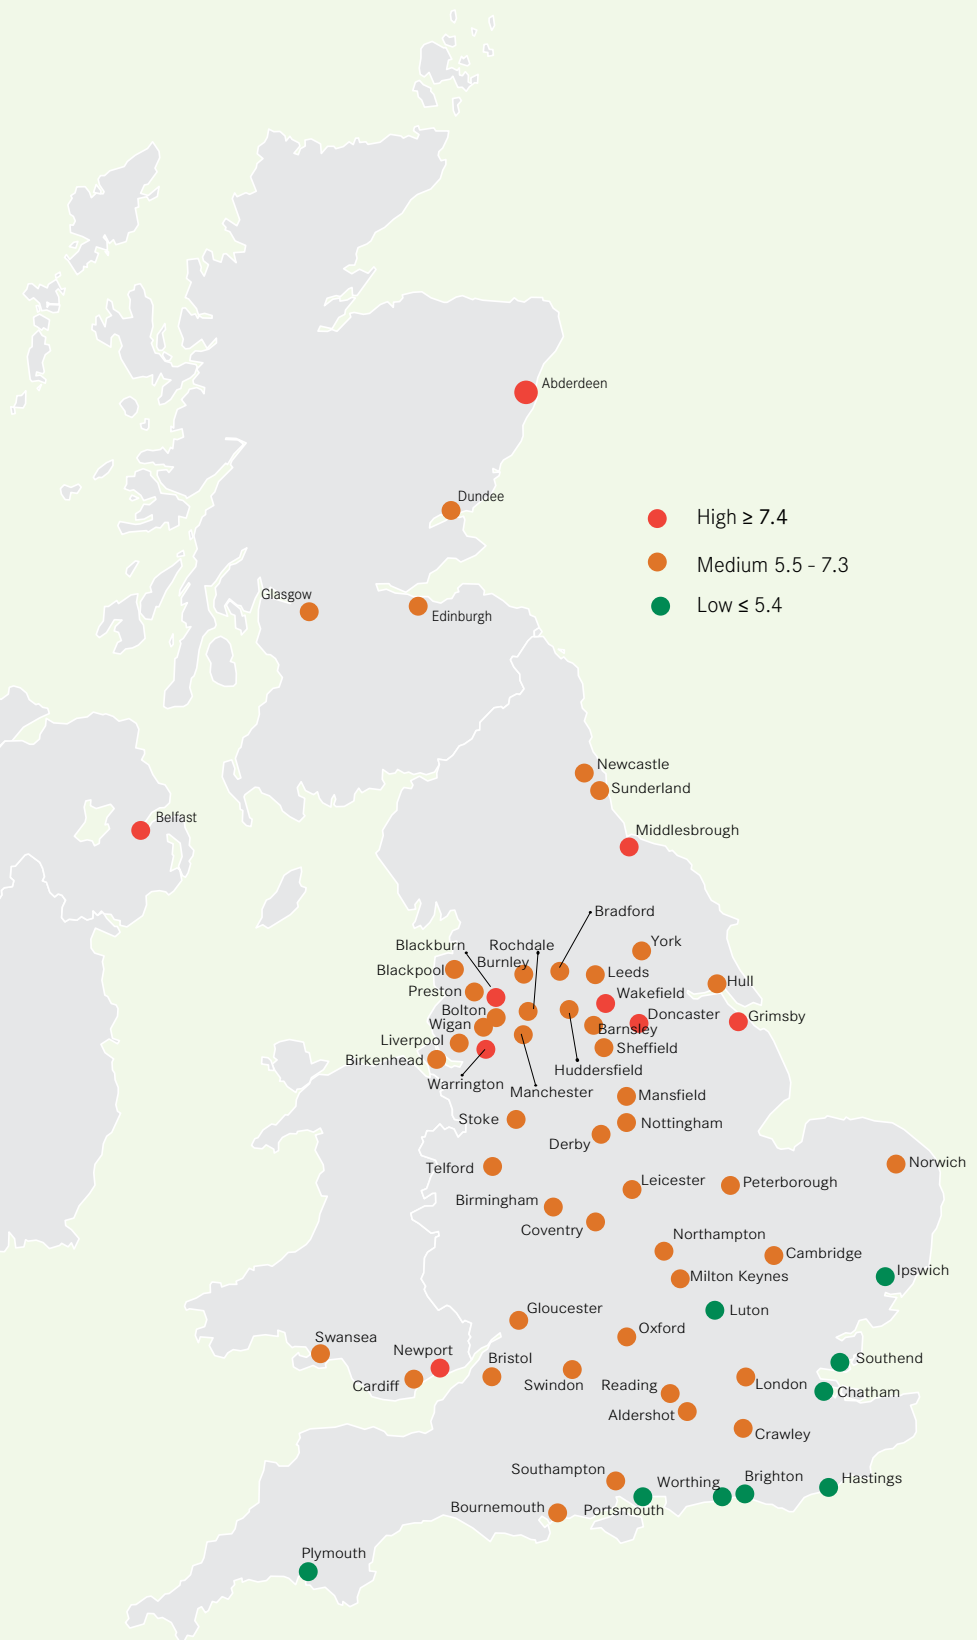 Abderdeen
Dundee
High ≥ 7.4
Medium 5.5 - 7.3
Low ≤ 5.4
Glasgow
Edinburgh
Newcastle
Sunderland
Belfast
Middlesbrough
Bradford
Blackburn
Rochdale
York
Burnley
Blackpool
Leeds
Hull
Preston
Wakefield
Bolton
Doncaster
Grimsby
Wigan
Barnsley
Liverpool
Sheffield
Birkenhead
Huddersfield
Warrington
Manchester
Mansfield
Stoke
Nottingham
Derby
Norwich
Telford
Leicester
Peterborough
Birmingham
Coventry
Northampton
Cambridge
Ipswich
Milton Keynes
Gloucester
Luton
Oxford
Swansea
Newport
Bristol
Southend
Cardiff
Swindon
Reading
London
Chatham
Aldershot
Crawley
Southampton
Worthing
Brighton
Hastings
Bournemouth
Portsmouth
Plymouth